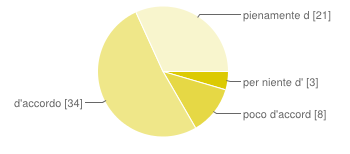 pienamente d [21]
per niente d' [3]
d'accordo [34]
poco d'accord [8]